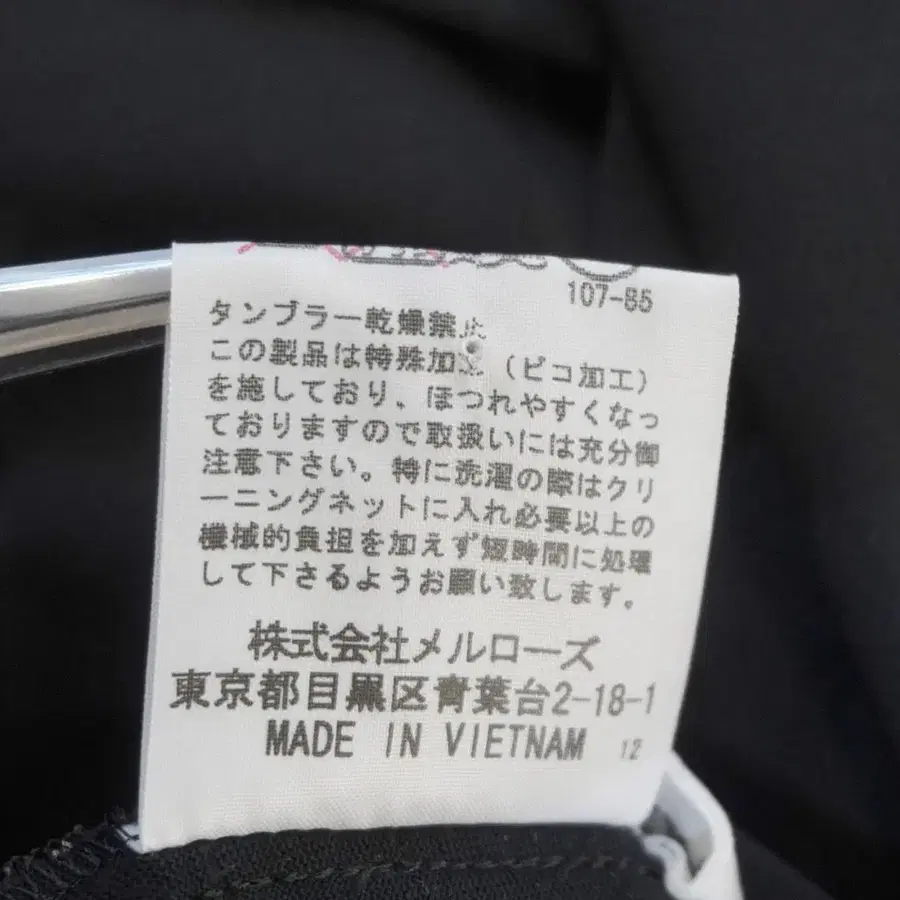 107-85
タンブラー乾燥禁止
この製品は特殊加工（ピコ加工）
を施しており、ほつれやすくなっ
ておりますので取扱いには充分御
注意下さい。特に洗濯の際はクリ
ーニングネットに入れ必要以上の
機械的負担を加えず短時間に処理
して下さるようお願い致します。
株式会社メルローズ
東京都目黒区青葉台2-18-1
MADE IN VIETNAM 12